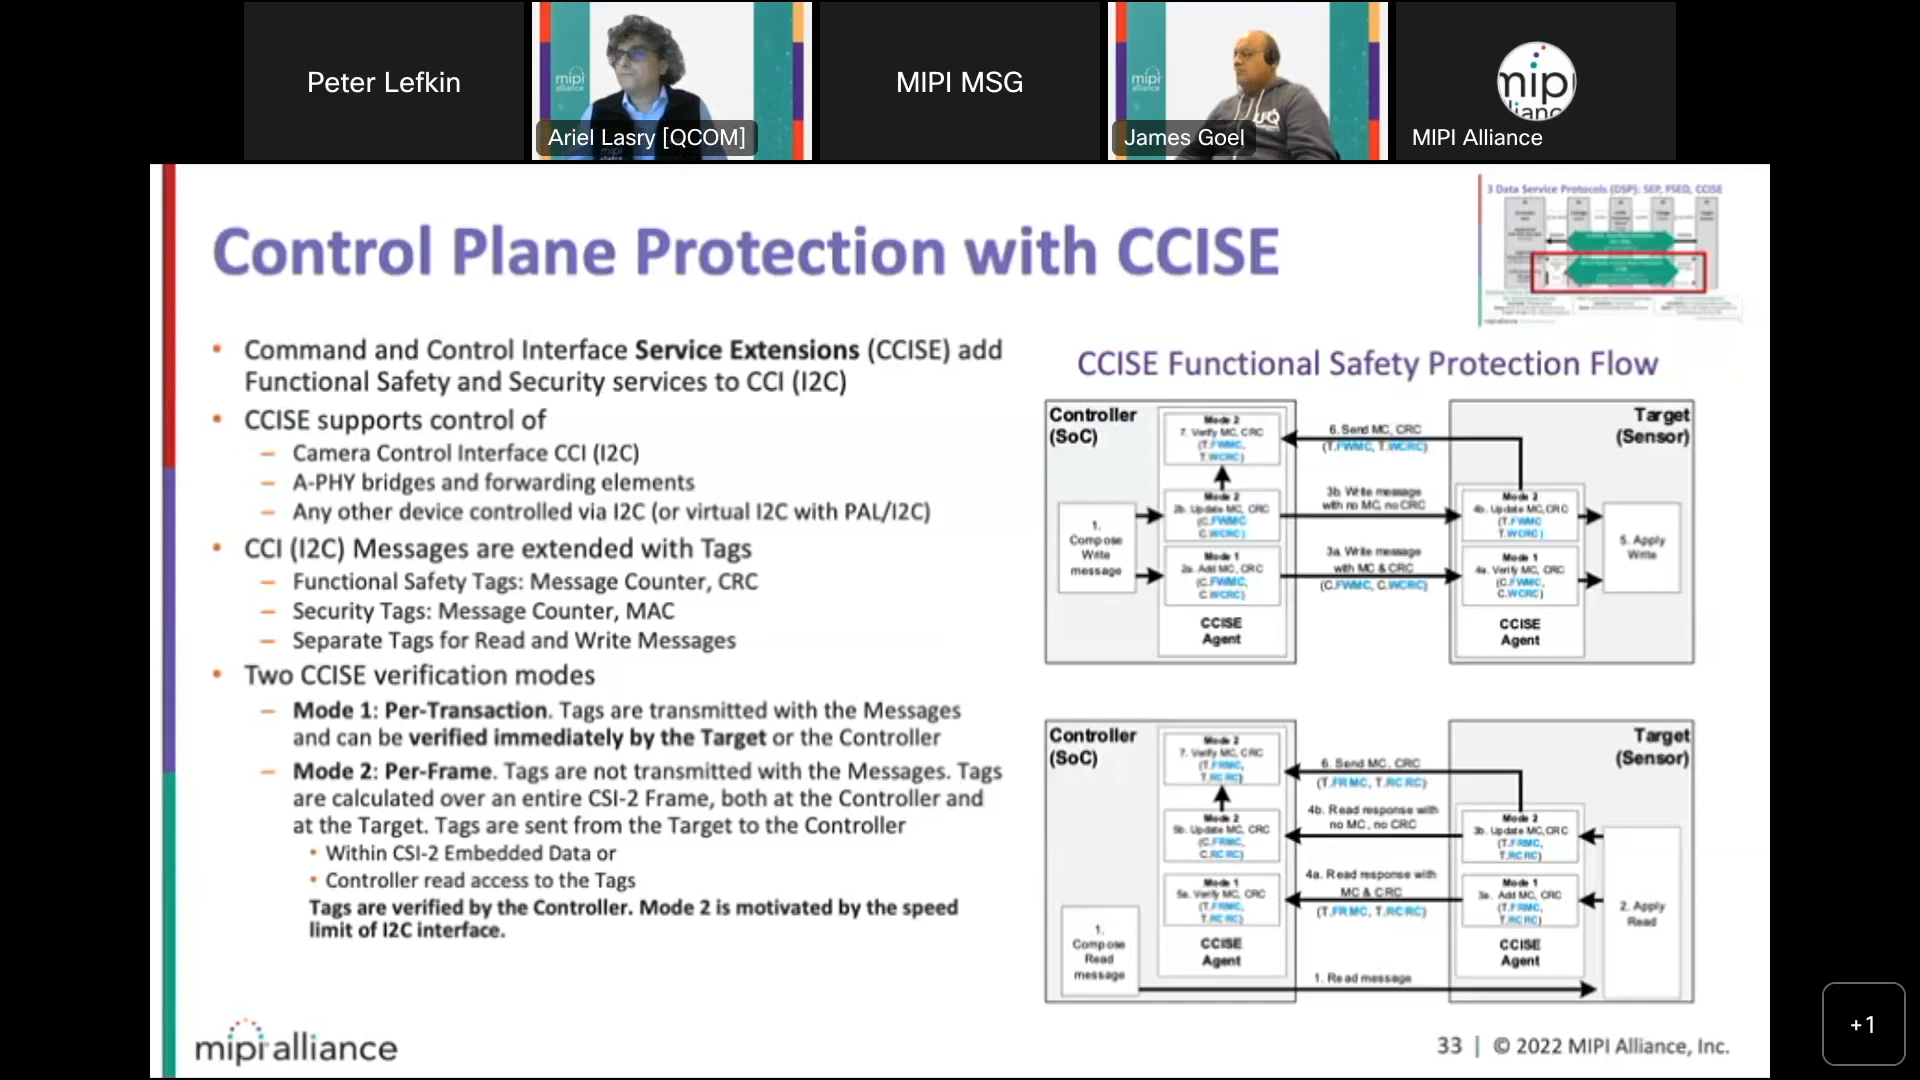 Peter Lefkin
mipi
alliance
Ariel Lasry [QCOM]
MIPI MSG
mipi
alliance
James Goel
mipi
MIPI Alliance
Control Plane Protection with CCISE
3 Data Service Protocols (DSP): SEP, FSED, CCISE
• Command and Control Interface Service Extensions (CCISE) add
Functional Safety and Security services to CCI (I2C)
• CCISE supports control of
– Camera Control Interface CCI (I2C)
– A-PHY bridges and forwarding elements
– Any other device controlled via I2C (or virtual I2C with PAL/I2C)
• CCI (I2C) Messages are extended with Tags
– Functional Safety Tags: Message Counter, CRC
– Security Tags: Message Counter, MAC
– Separate Tags for Read and Write Messages
• Two CCISE verification modes
– Mode 1: Per-Transaction. Tags are transmitted with the Messages
and can be verified immediately by the Target or the Controller
– Mode 2: Per-Frame. Tags are not transmitted with the Messages. Tags
are calculated over an entire CSI-2 Frame, both at the Controller and
at the Target. Tags are sent from the Target to the Controller
• Within CSI-2 Embedded Data or
• Controller read access to the Tags
Tags are verified by the Controller. Mode 2 is motivated by the speed
limit of I2C interface.
CCISE Functional Safety Protection Flow
Controller
(SoC)
Mode 2
7. Verify MC, CRC
(T.FWMC,
T.WCRC)
6. Send MC, CRC
(T.FWMC, T.WCRC)
Target
(Sensor)
1.
Compose
Write
message
Mode 2
2b. Update MC, CRC
(C.FWMC
C.WCRC)
3b. Write message
with no MC, no CRC
Mode 2
4b. Update MC, CRC
(T.FWMC
T.WCRC)
5. Apply
Write
Mode 1
2a. Add MC, CRC
(C.FWMC,
C.WCRC)
3a. Write message
with MC & CRC
(C.FWMC, C.WCRC)
Mode 1
4a. Verify MC, CRC
(C.FWMC,
C.WCRC)
CCISE
Agent
CCISE
Agent
Controller
(SoC)
Mode 2
7. Verify MC, CRC
(T.FRMC,
T.RCRC)
6. Send MC, CRC
(T.FRMC, T.RCRC)
Target
(Sensor)
Mode 2
5b. Update MC, CRC
(C.FRMC,
C.RCRC)
4b. Read response with
no MC, no CRC
Mode 2
3b. Update MC, CRC
(T.FRMC,
T.RCRC)
Mode 1
5a. Verify MC, CRC
(T.FRMC,
T.RCRC)
4a. Read response with
MC & CRC
(T.FRMC, T.RCRC)
Mode 1
3a. Add MC, CRC
(T.FRMC,
T.RCRC)
2. Apply
Read
1.
Compose
Read
message
CCISE
Agent
CCISE
Agent
1. Read message
mipi alliance
33 | © 2022 MIPI Alliance, Inc.
+1